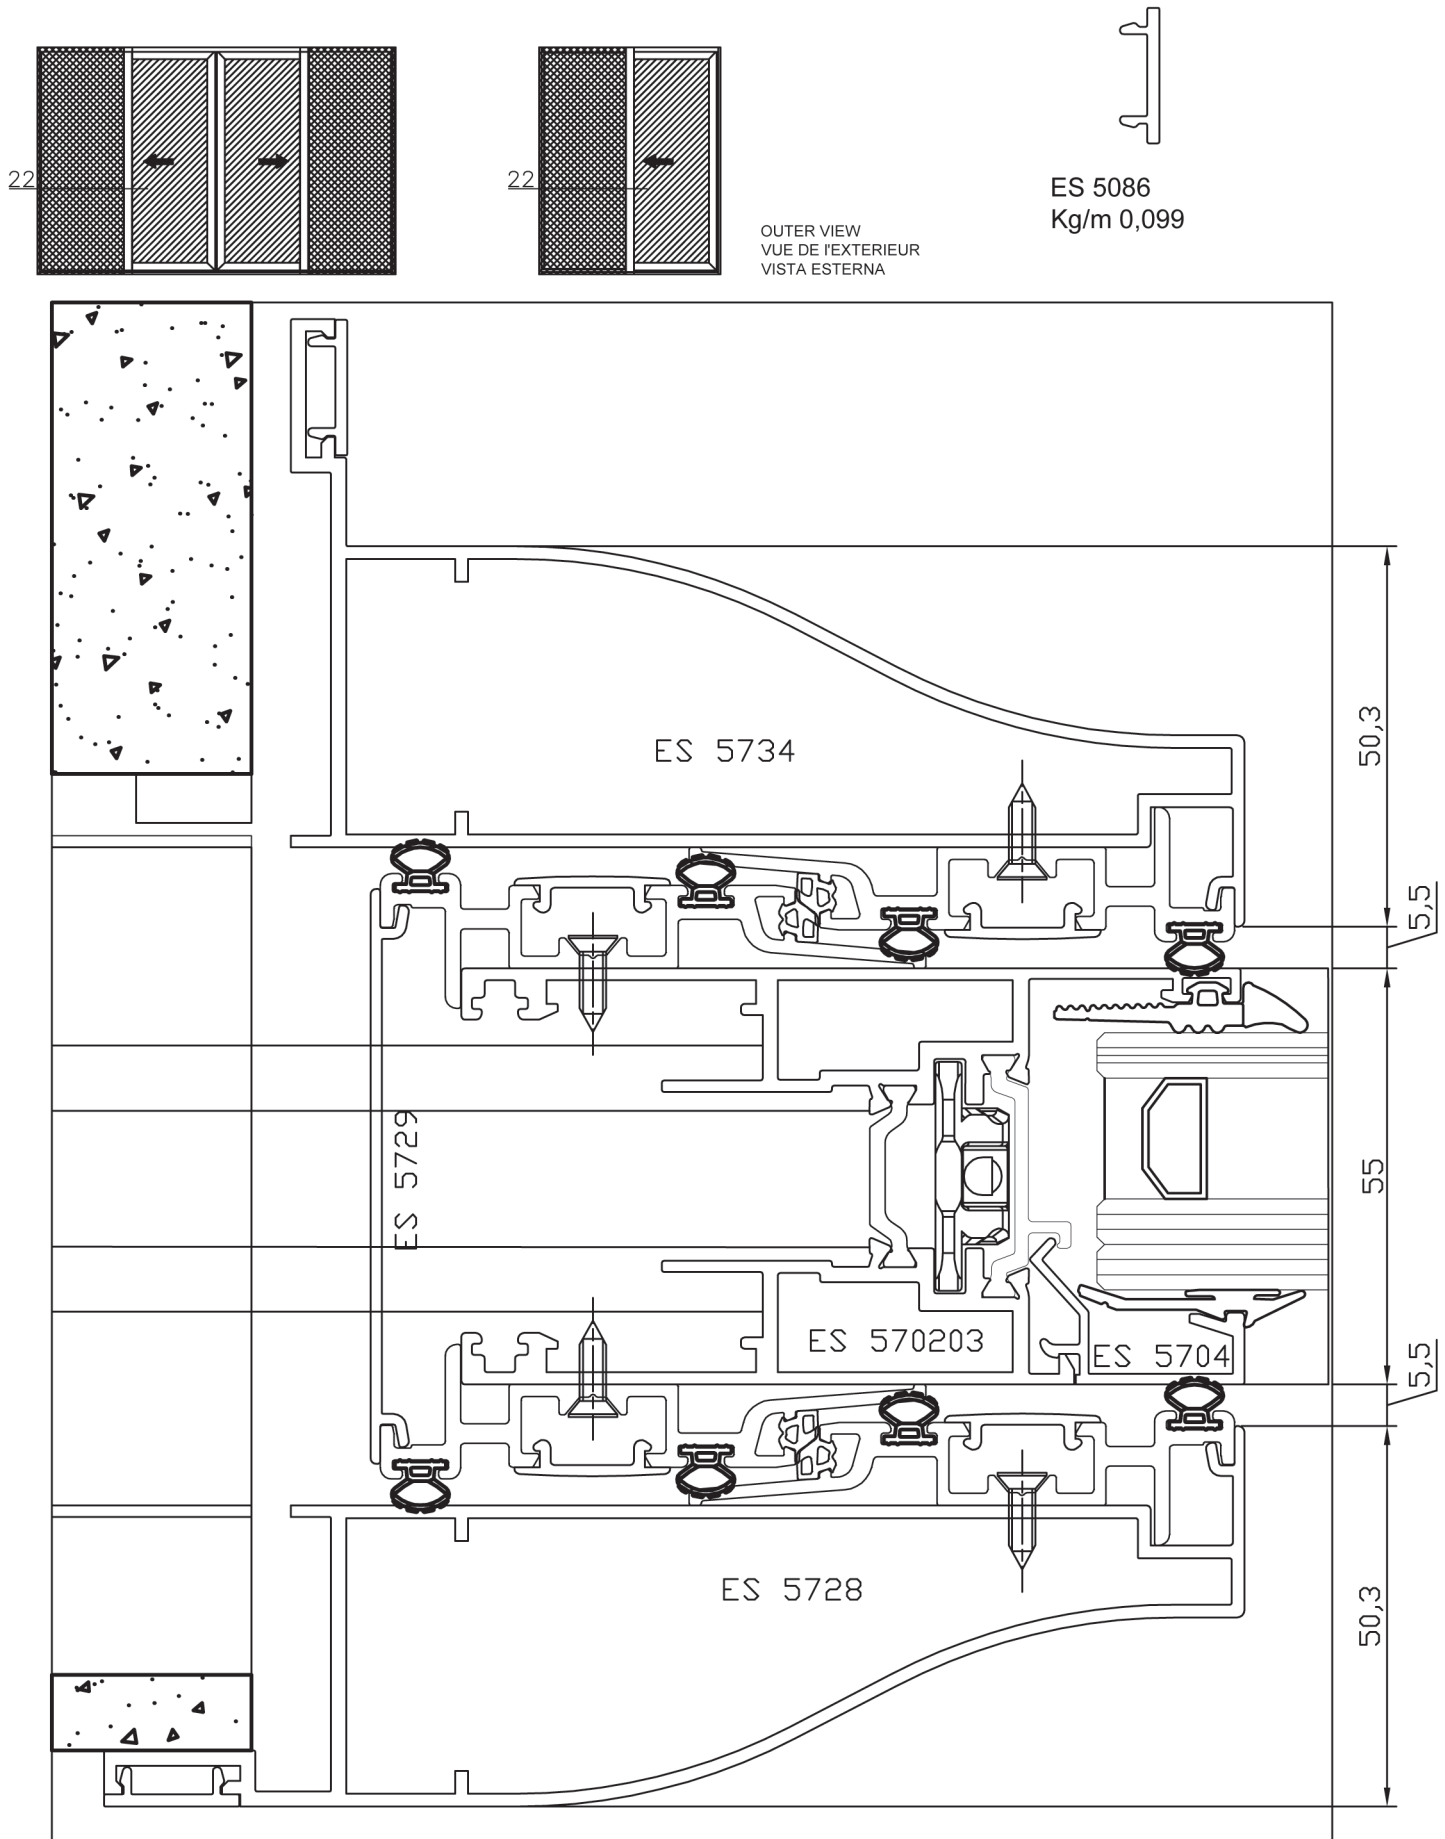 22
22
OUTER VIEW
VUE DE l'EXTERIEUR
VISTA ESTERNA
ES 5086
Kg/m 0,099
ES 5734
50,3
5,5
ES 5729
55
ES 570203
ES 5704
5,5
ES 5728
50,3